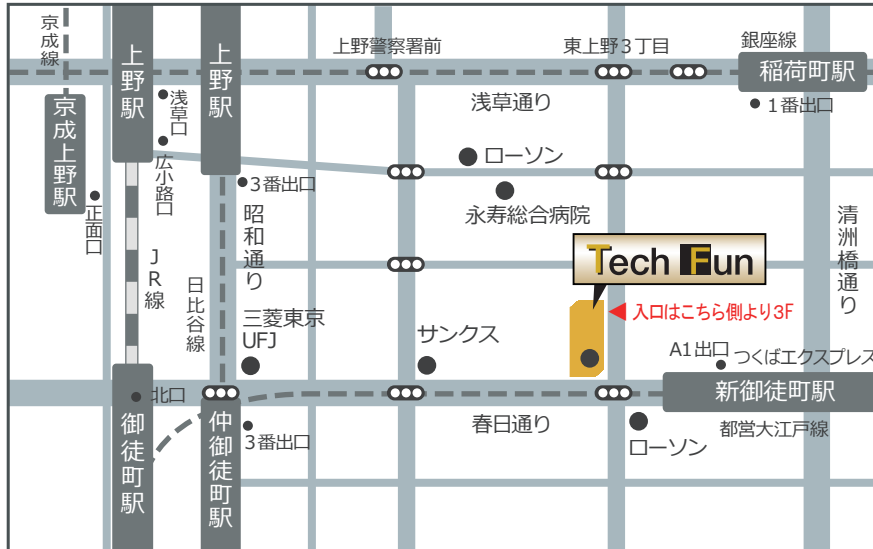 京成線
上野駅
上野駅
上野警察署前
東上野3丁目
銀座線
稲荷町駅
1番出口
浅草通り
京成上野駅
浅草口
広小路口
正面口
ローソン
永寿総合病院
3番出口
昭和通り
JR線
日比谷線
清洲橋通り
Tech Fun
入口はこちら側より3F
三菱東京
UFJ
サンクス
A1出口
つくばエクスプレス
新御徒町駅
都営大江戸線
北口
御徒町駅
仲御徒町駅
3番出口
春日通り
ローソン